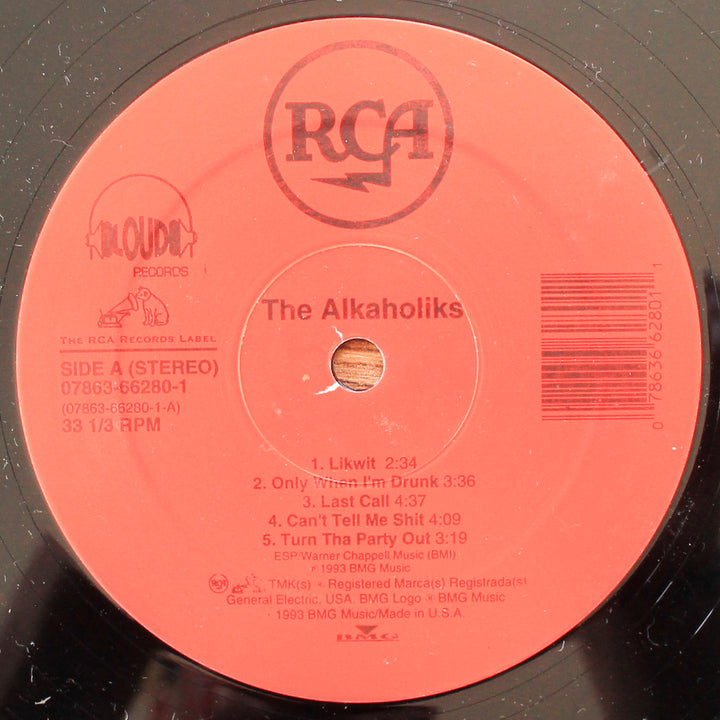 RCA
LOUD
RECORDS
THE RCA RECORDS LABEL
The Alkaholiks
SIDE A (STEREO)
07863-66280-1
(07863-66280-1-A)
33 1/3 RPM
0 78636 62801 1
1. Likwit 2:34
2. Only When I'm Drunk 3:36
3. Last Call 4:37
4. Can't Tell Me Shit 4:09
5. Turn Tha Party Out 3:19
ESP/Warner Chappell Music (BMI)
℗ 1993 BMG Music
RCA TMK(s) ® Registered Marca(s) Registrada(s)
General Electric, USA. BMG Logo ® BMG Music
1993 BMG Music/Made in U.S.A.
BMG